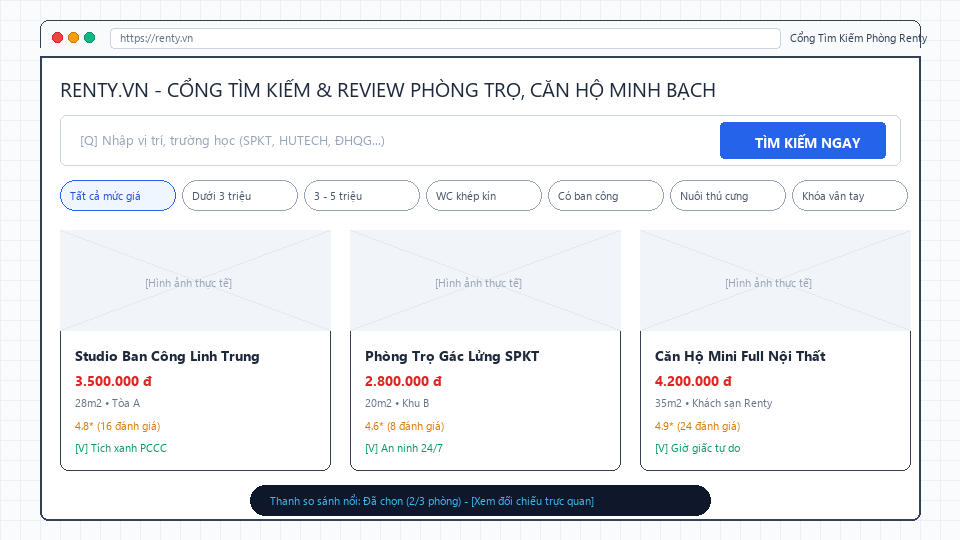 https://renty.vn
Cổng Tìm Kiếm Phòng Renty
RENTY.VN - CỔNG TÌM KIẾM & REVIEW PHÒNG TRỌ, CĂN HỘ MINH BẠCH
[Q] Nhập vị trí, trường học (SPKT, HUTECH, ĐHQG...)
TÌM KIẾM NGAY
Tất cả mức giá
Dưới 3 triệu
3 - 5 triệu
WC khép kín
Có ban công
Nuôi thú cưng
Khóa vân tay
[Hình ảnh thực tế]
Studio Ban Công Linh Trung
3.500.000 đ
28m2 • Tòa A
4.8* (16 đánh giá)
[V] Tích xanh PCCC
[Hình ảnh thực tế]
Phòng Trọ Gác Lửng SPKT
2.800.000 đ
20m2 • Khu B
4.6* (8 đánh giá)
[V] An ninh 24/7
[Hình ảnh thực tế]
Căn Hộ Mini Full Nội Thất
4.200.000 đ
35m2 • Khách sạn Renty
4.9* (24 đánh giá)
[V] Giờ giấc tự do
Thanh so sánh nổi: Đã chọn (2/3 phòng) - [Xem đối chiếu trực quan]